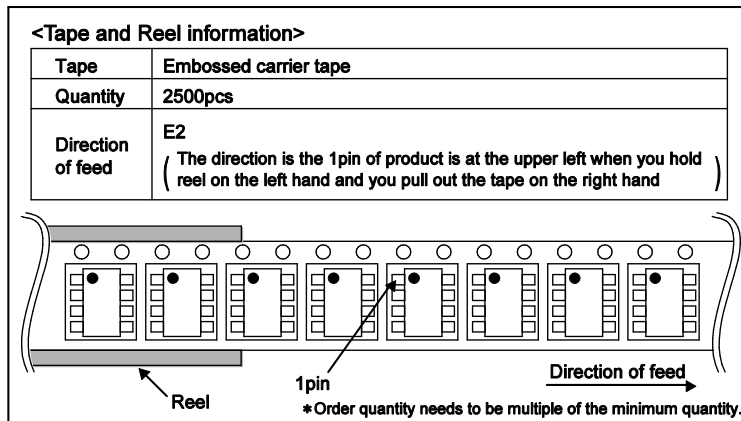 <Tape and Reel information>
Tape Embossed carrier tape
Quantity 2500pcs
Direction of feed E2
( The direction is the 1pin of product is at the upper left when you hold
reel on the left hand and you pull out the tape on the right hand )
Direction of feed
1pin
Reel
*Order quantity needs to be multiple of the minimum quantity.